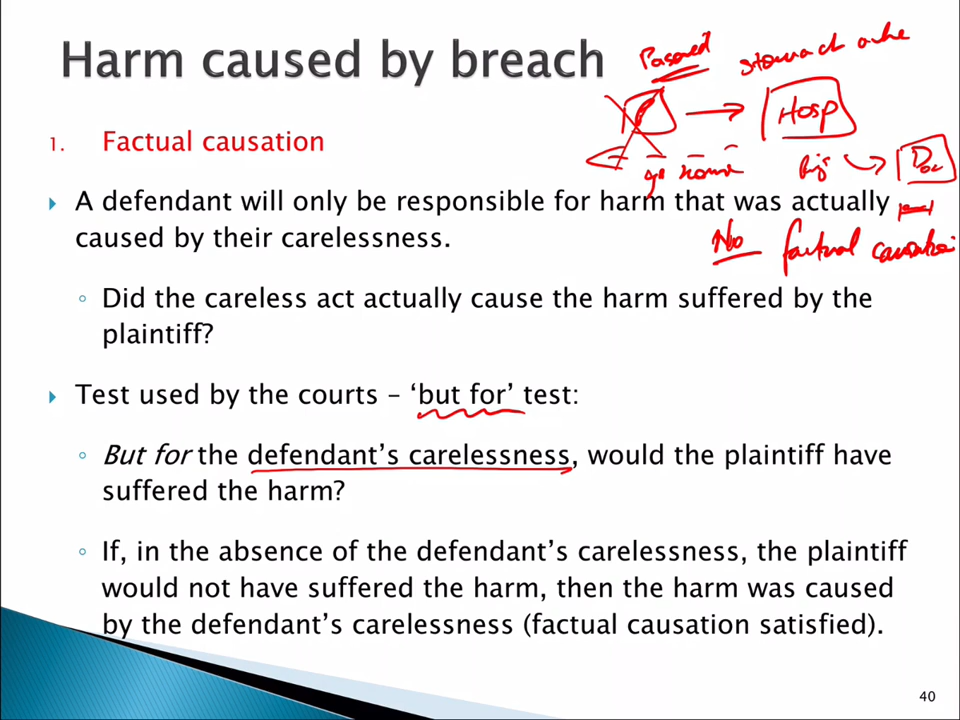 Harm caused by breach
stomach ache
Hosp
go home
Doc
1. Factual causation
A defendant will only be responsible for harm that was actually
caused by their carelessness.
No factual causation
Did the careless act actually cause the harm suffered by the
plaintiff?
Test used by the courts – ‘but for’ test:
But for the defendant’s carelessness, would the plaintiff have
suffered the harm?
If, in the absence of the defendant’s carelessness, the plaintiff
would not have suffered the harm, then the harm was caused
by the defendant’s carelessness (factual causation satisfied).
40